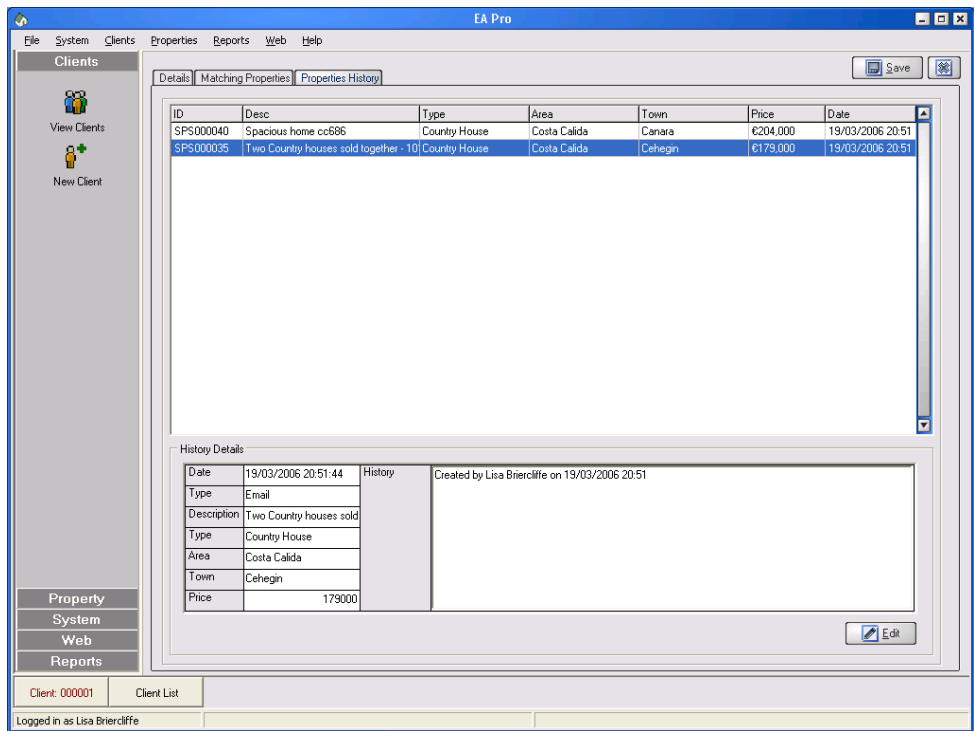 EA Pro
File System Clients Properties Reports Web Help
Clients
View Clients
New Client
Property
System
Web
Reports
Save
Details Matching Properties Properties History
ID Desc Type Area Town Price Date
SPS000040 Spacious home cc686 Country House Costa Calida Canara €204,000 19/03/2006 20:51
SPS000035 Two Country houses sold together - 10 Country House Costa Calida Cehegin €179,000 19/03/2006 20:51
History Details
Date 19/03/2006 20:51:44
Type Email
Description Two Country houses sold
Type Country House
Area Costa Calida
Town Cehegin
Price 179000
History Created by Lisa Briercliffe on 19/03/2006 20:51
Edit
Client: 000001 Client List
Logged in as Lisa Briercliffe